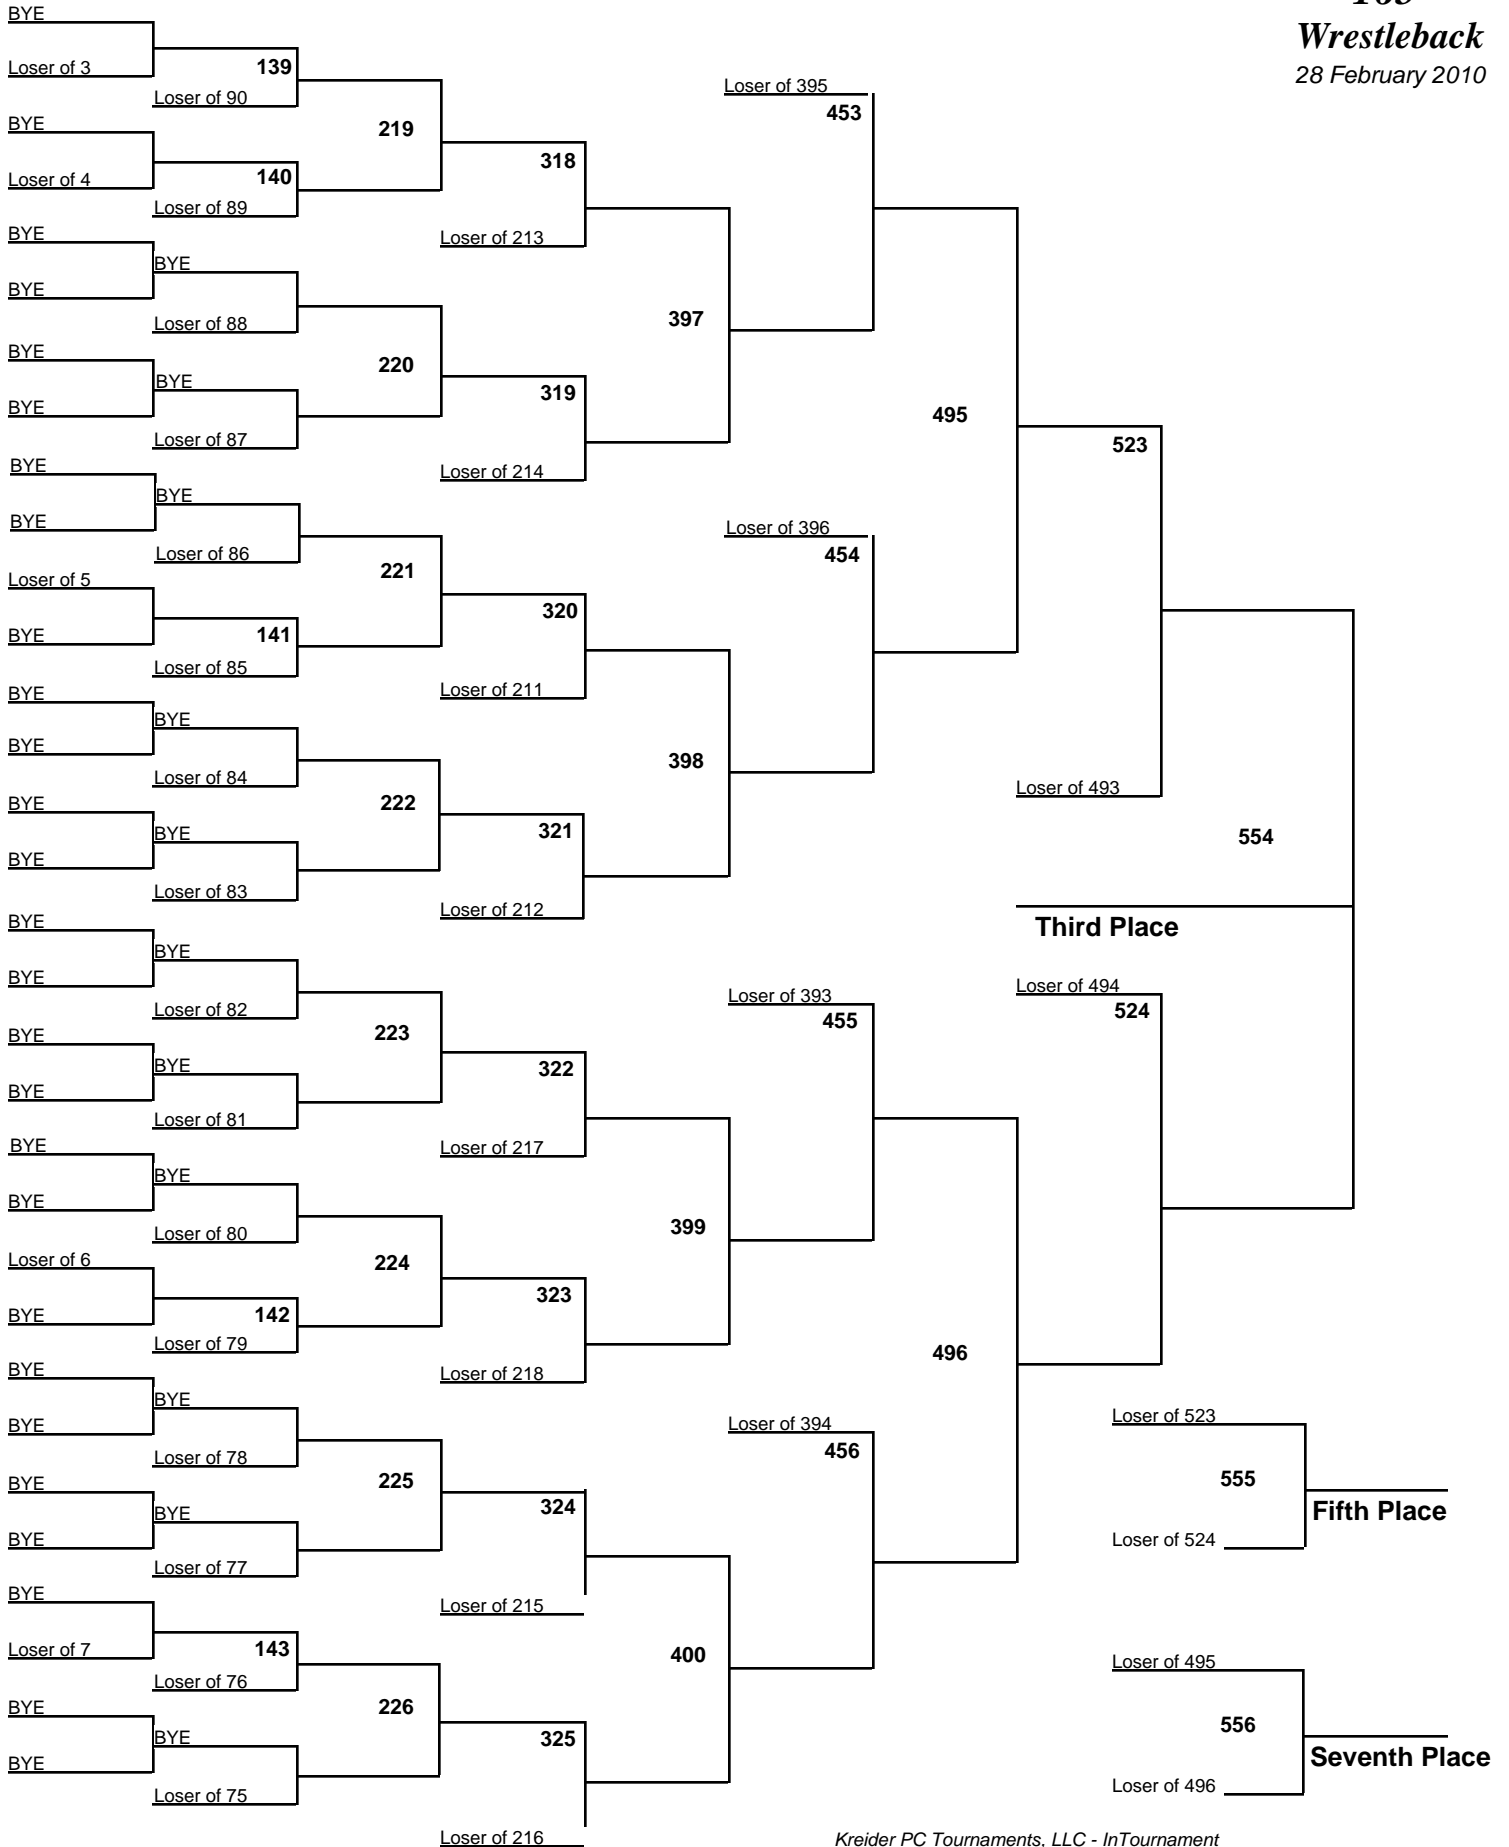 Wrestleback
28 February 2010
BYE
Loser of 3
139
Loser of 90
BYE
Loser of 4
140
Loser of 89
219
318
Loser of 213
BYE
BYE
BYE
Loser of 88
BYE
BYE
BYE
Loser of 87
220
319
Loser of 214
397
Loser of 395
453
BYE
BYE
BYE
Loser of 86
Loser of 5
BYE
141
Loser of 85
221
320
Loser of 211
BYE
BYE
BYE
Loser of 84
BYE
BYE
BYE
Loser of 83
222
321
Loser of 212
398
Loser of 396
454
495
523
Loser of 493
554
Third Place
BYE
BYE
BYE
Loser of 82
BYE
BYE
BYE
Loser of 81
223
322
Loser of 217
BYE
BYE
BYE
Loser of 80
Loser of 6
BYE
142
Loser of 79
224
323
Loser of 218
399
Loser of 393
455
Loser of 494
524
BYE
BYE
BYE
Loser of 78
BYE
BYE
BYE
Loser of 77
225
324
Loser of 215
BYE
Loser of 7
143
Loser of 76
BYE
BYE
BYE
Loser of 75
226
325
Loser of 216
400
Loser of 394
456
496
Loser of 523
555
Fifth Place
Loser of 524
Loser of 495
556
Seventh Place
Loser of 496
Kreider PC Tournaments, LLC - InTournament